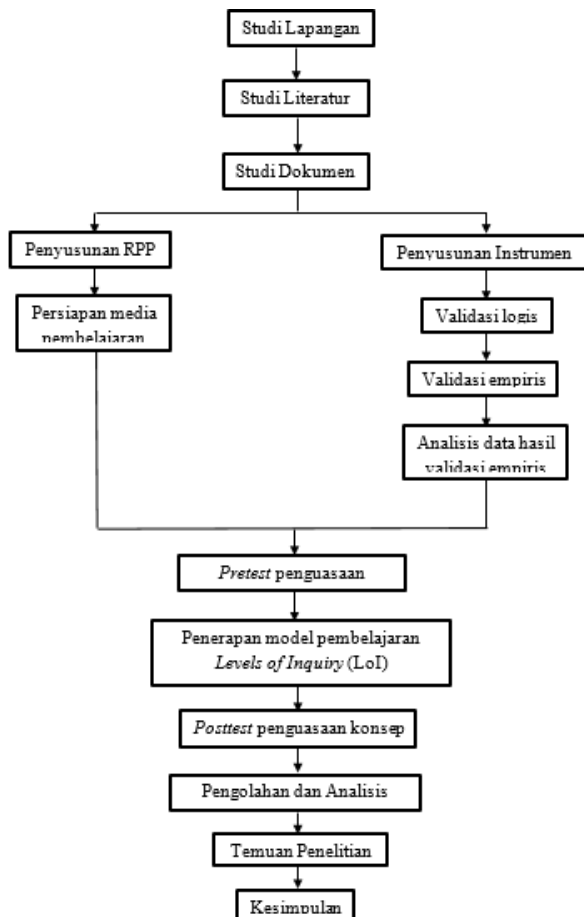 Studi Lapangan
Studi Literatur
Studi Dokumen
Penyusunan RPP
Persiapan media
pembelajaran
Penyusunan Instrumen
Validasi logis
Validasi empiris
Analisis data hasil
validasi empiris
Pretest penguasaan
Penerapan model pembelajaran
Levels of Inquiry (LoI)
Posttest penguasaan konsep
Pengolahan dan Analisis
Temuan Penelitian
Kesimpulan